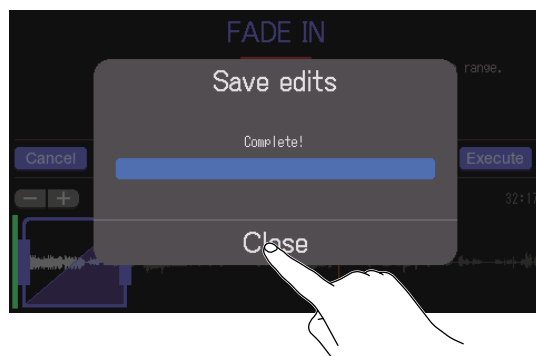 FADE IN
range.
Save edits
Complete!
Cancel
Execute
− +
32:17
Close